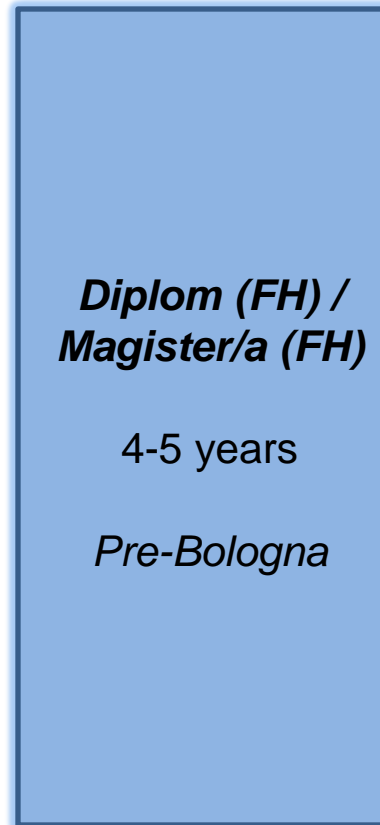 Diplom (FH) /
Magister/a (FH)
4-5 years
Pre-Bologna